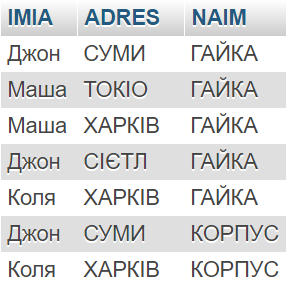 IMIA ADRES NAIM
Джон СУМИ ГАЙКА
Маша ТОКІО ГАЙКА
Маша ХАРКІВ ГАЙКА
Джон СІЄТЛ ГАЙКА
Коля ХАРКІВ ГАЙКА
Джон СУМИ КОРПУС
Коля ХАРКІВ КОРПУС